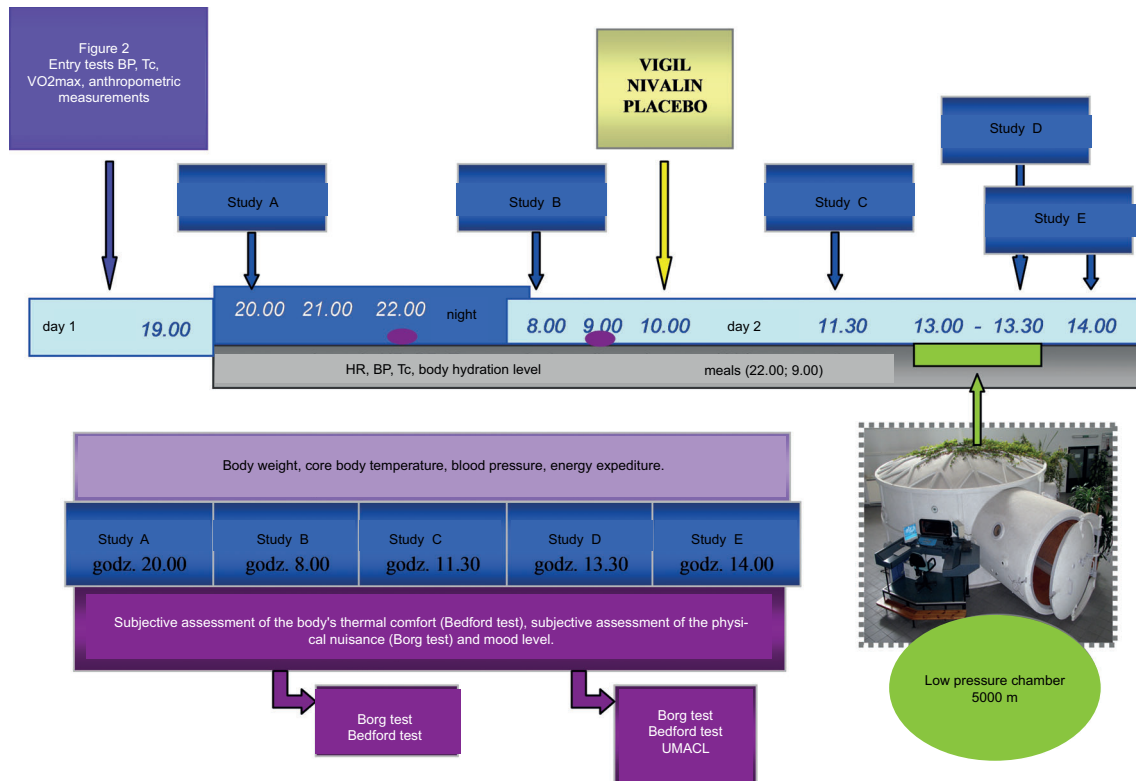 Figure 2
Entry tests BP, Tc,
VO2max, anthropometric
measurements
VIGIL
NIVALIN
PLACEBO
Study D
Study A
Study B
Study C
Study E
day 1
19.00
20.00 21.00 22.00 night
8.00 9.00 10.00 day 2 11.30 13.00 - 13.30 14.00
HR, BP, Tc, body hydration level
meals (22.00; 9.00)
Body weight, core body temperature, blood pressure, energy expediture.
Study A
godz. 20.00
Study B
godz. 8.00
Study C
godz. 11.30
Study D
godz. 13.30
Study E
godz. 14.00
Subjective assessment of the body's thermal comfort (Bedford test), subjective assessment of the physi-
cal nuisance (Borg test) and mood level.
Borg test
Bedford test
Borg test
Bedford test
UMACL
Low pressure chamber
5000 m